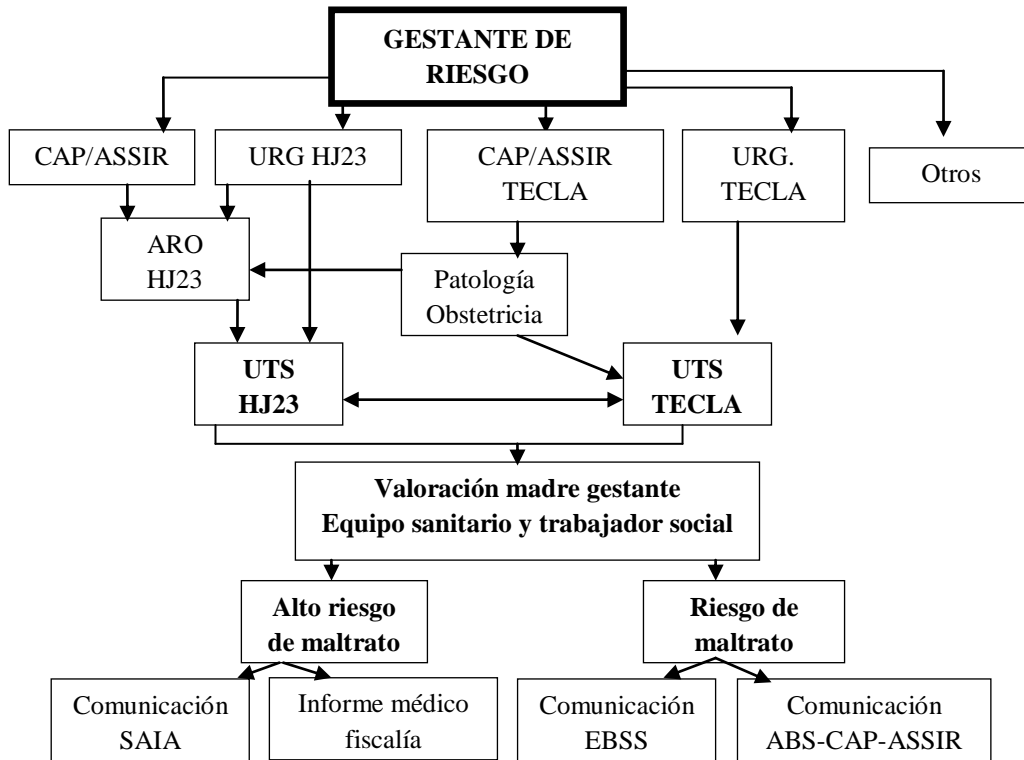 GESTANTE DE
RIESGO
CAP/ASSIR
URG HJ23
CAP/ASSIR
TECLA
URG.
TECLA
Otros
ARO
HJ23
Patología
Obstetricia
UTS
HJ23
UTS
TECLA
Valoración madre gestante
Equipo sanitario y trabajador social
Alto riesgo
de maltrato
Riesgo de
maltrato
Comunicación
SAIA
Informe médico
fiscalía
Comunicación
EBSS
Comunicación
ABS-CAP-ASSIR